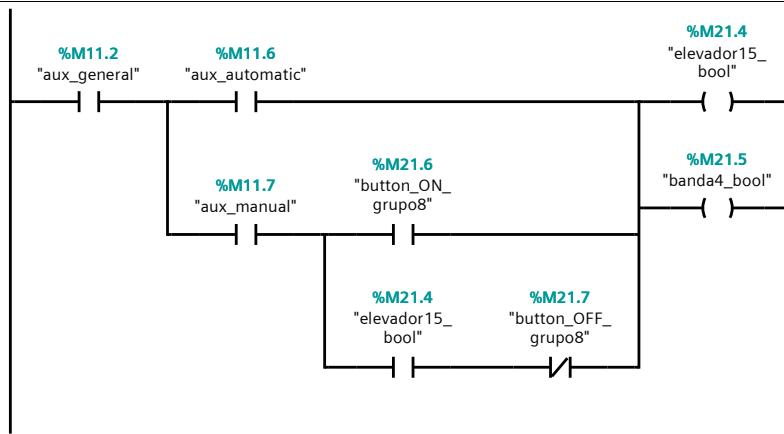 %M11.2
"aux_general"
%M11.6
"aux_automatic"
%M21.4
"elevador15_
bool"
%M21.5
"banda4_bool"
%M11.7
"aux_manual"
%M21.6
"button_ON_
grupo8"
%M21.4
"elevador15_
bool"
%M21.7
"button_OFF_
grupo8"